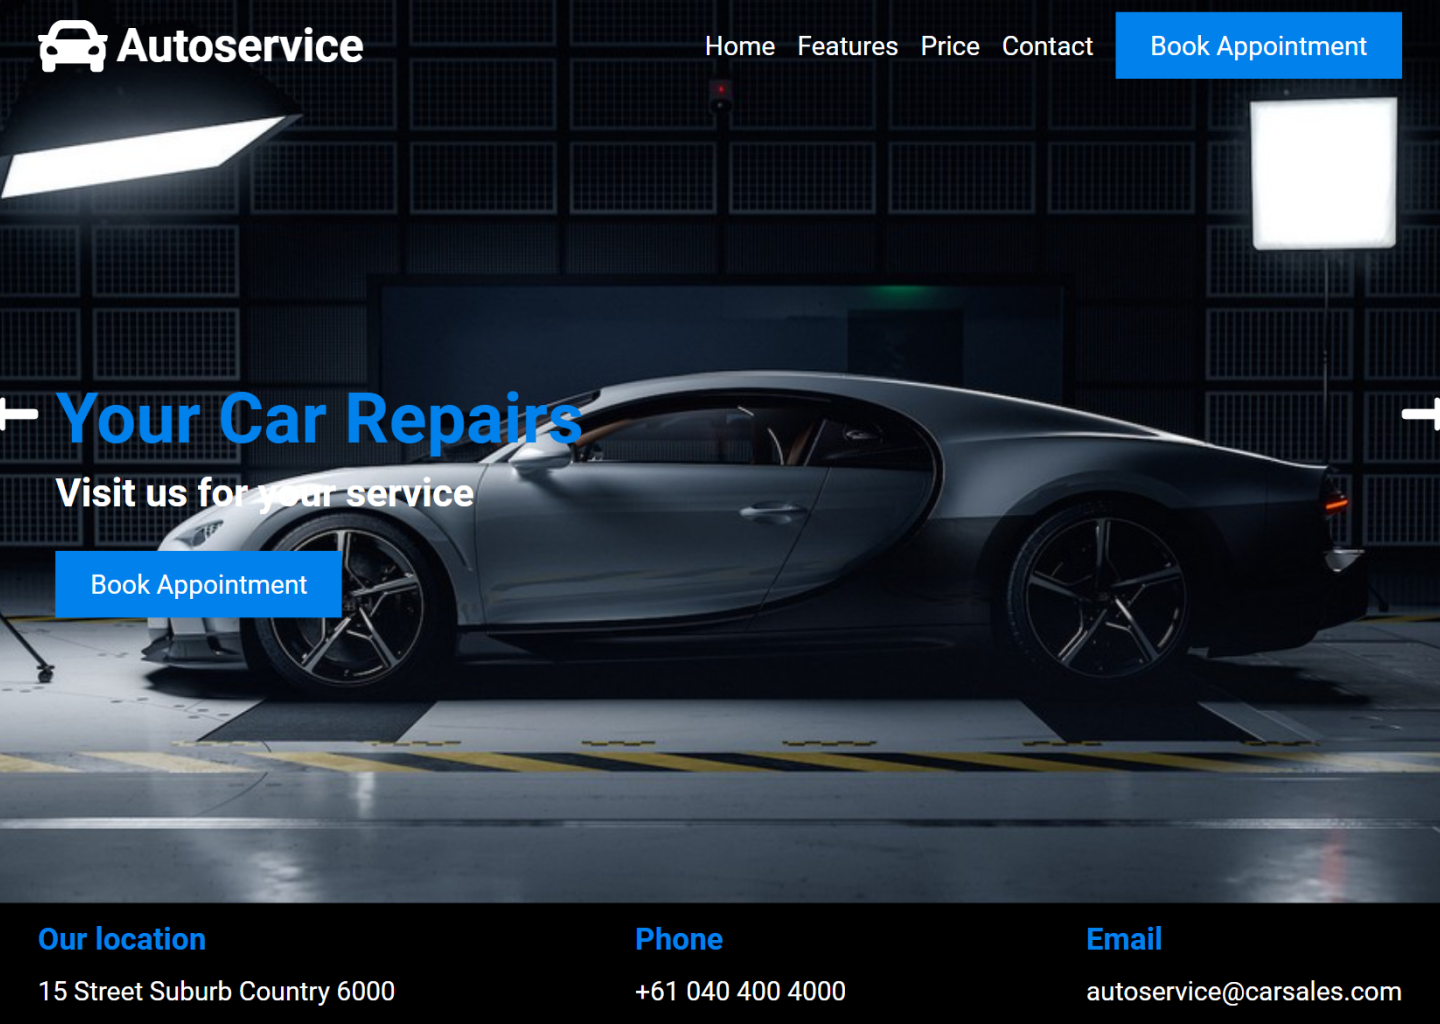 Autoservice
Home Features Price Contact Book Appointment
Your Car Repairs
Visit us for your service
Book Appointment
Our location Phone Email
15 Street Suburb Country 6000 +61 040 400 4000 autoservice@carsales.com